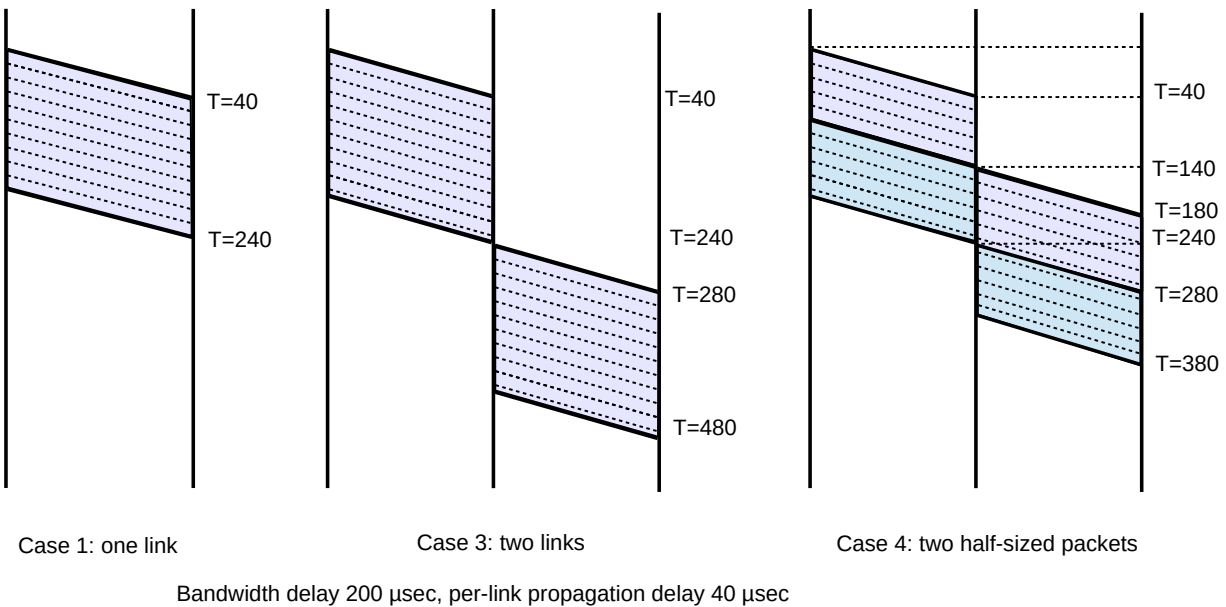 T=40
T=240
T=40
T=240
T=280
T=480
T=40
T=140
T=180
T=240
T=280
T=380
Case 1: one link
Case 3: two links
Case 4: two half-sized packets
Bandwidth delay 200 µsec, per-link propagation delay 40 µsec